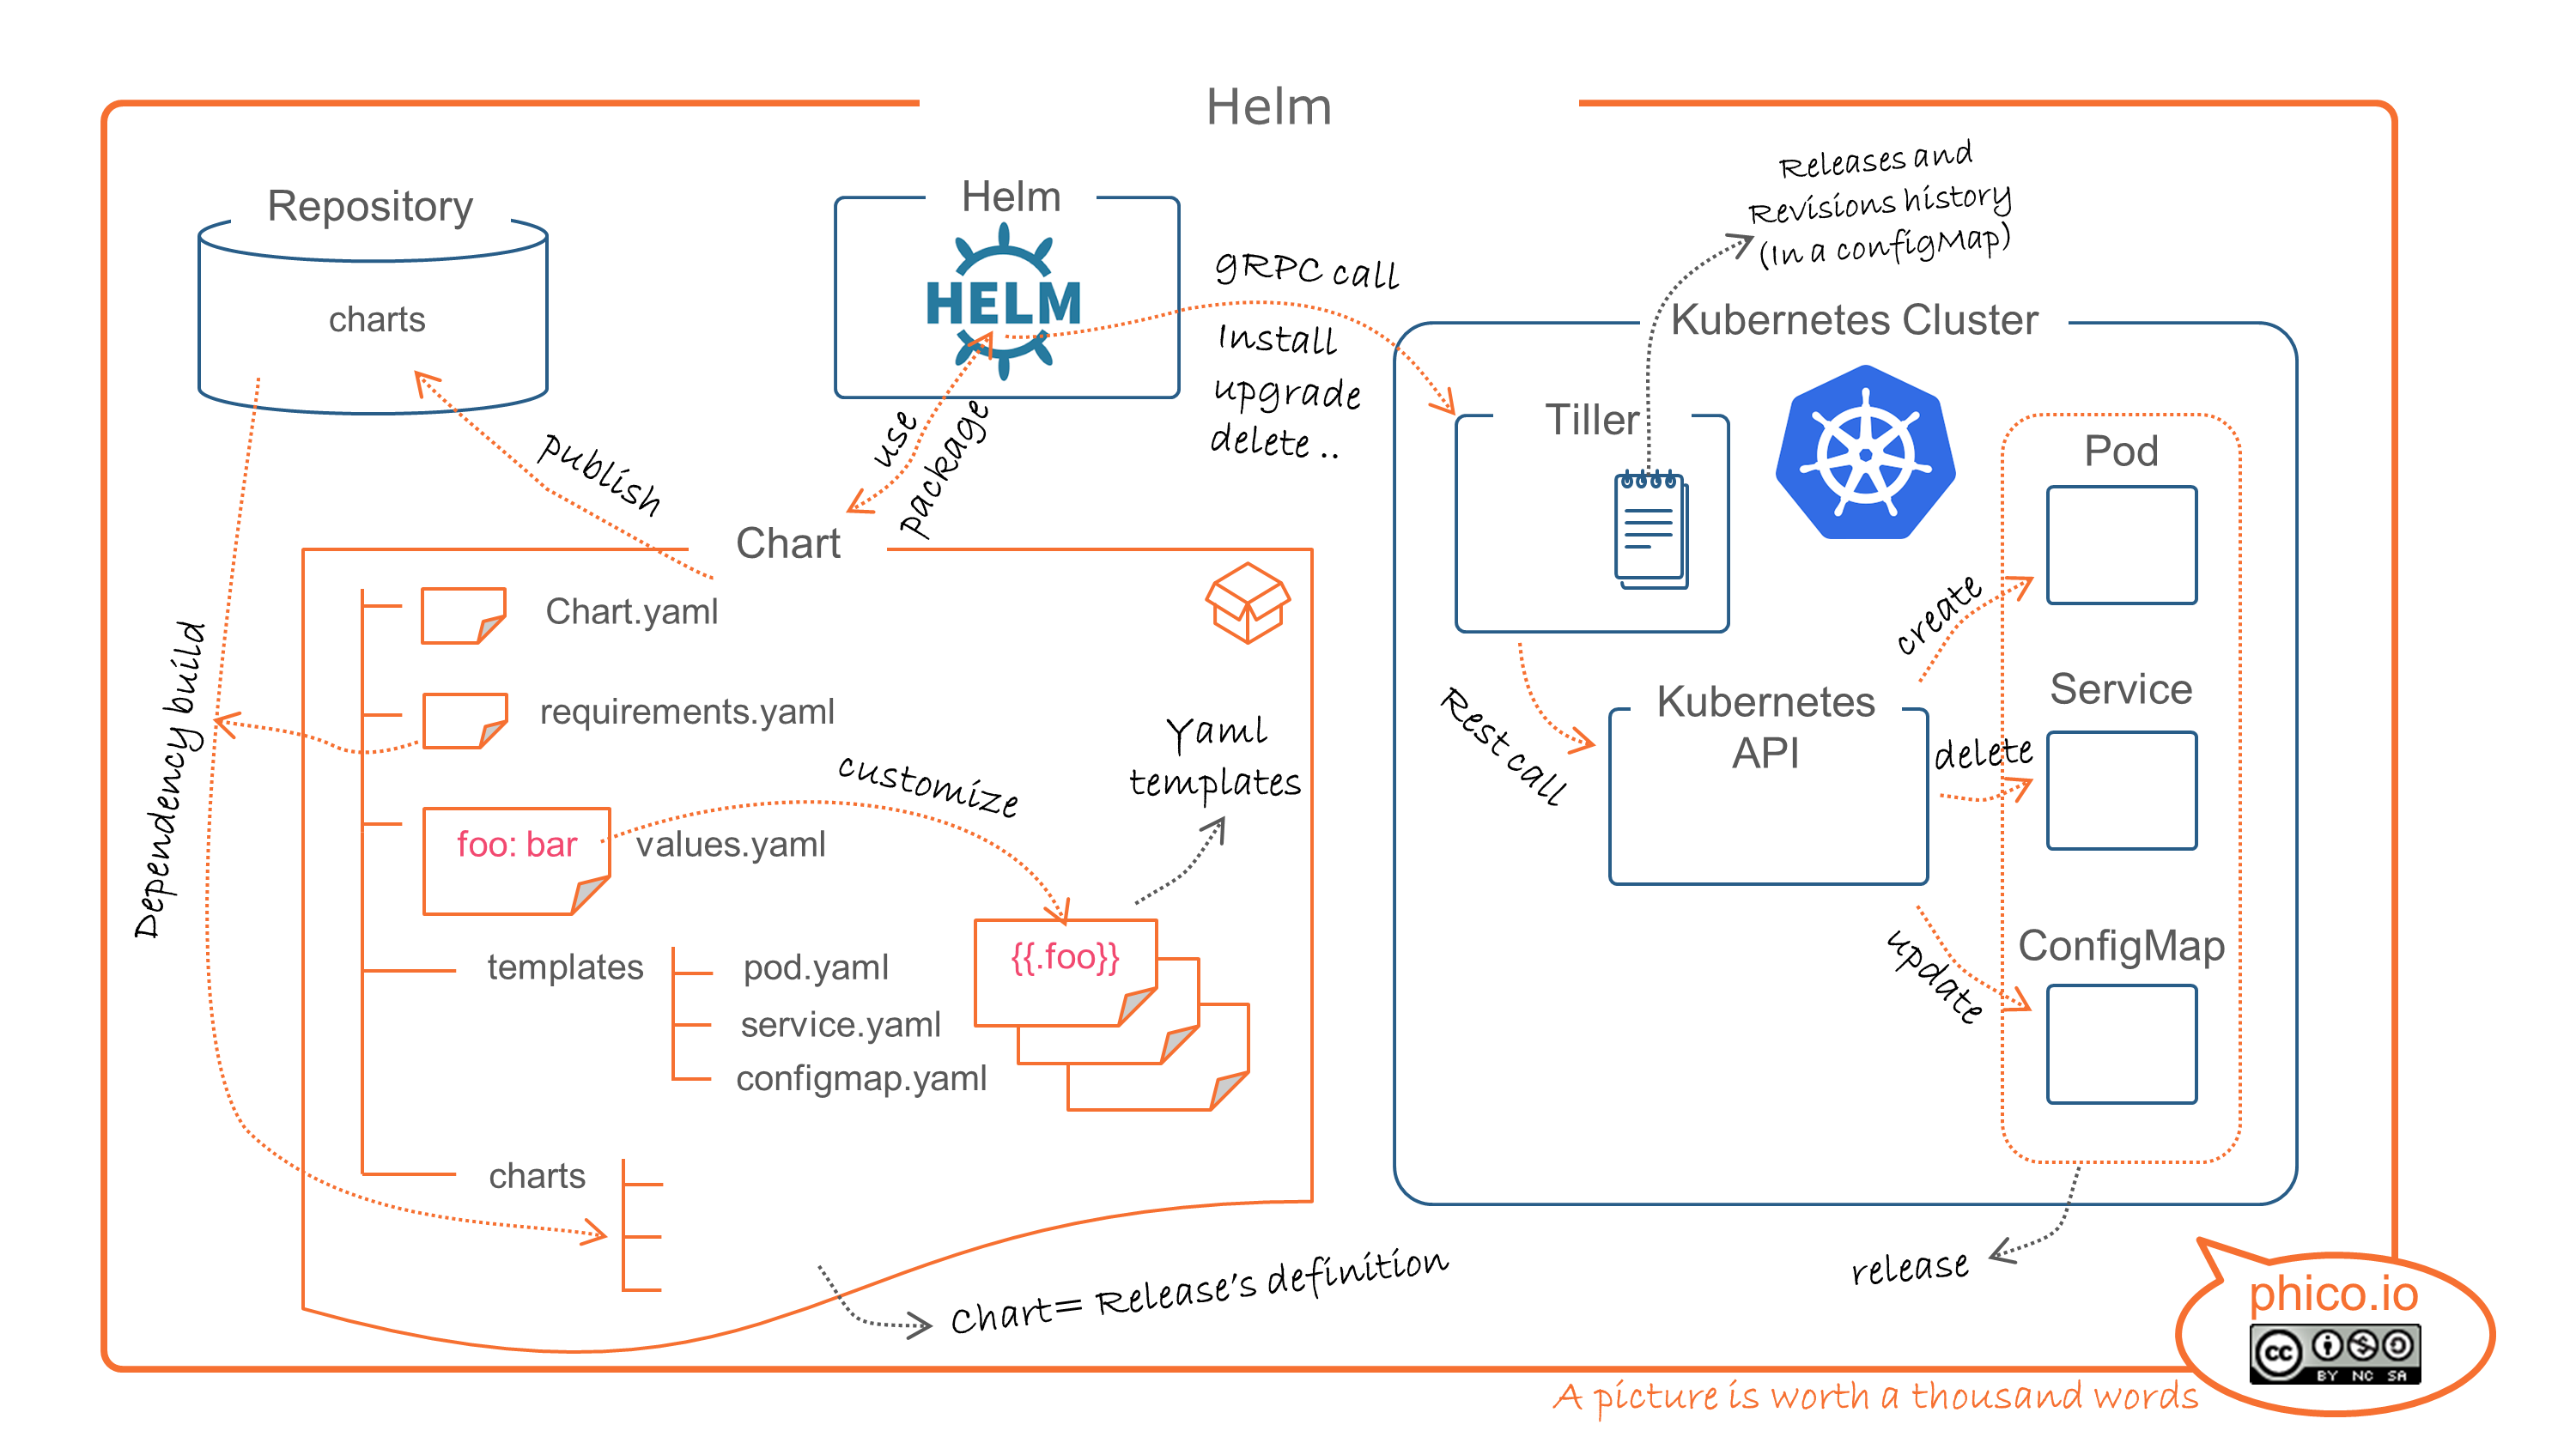 Helm
Repository
charts
Helm
HELM
gRPC call
Install
upgrade
delete ..
Releases and
Revisions history
(In a configMap)
Kubernetes Cluster
Tiller
Pod
publish
use
package
Chart
Chart.yaml
requirements.yaml
Dependency build
customize
Yaml
templates
foo: bar
values.yaml
{{.foo}}
templates
pod.yaml
service.yaml
configmap.yaml
charts
Chart= Release's definition
Rest call
Kubernetes
API
create
delete
update
Service
ConfigMap
release
phico.io
cc
BY NC SA
A picture is worth a thousand words